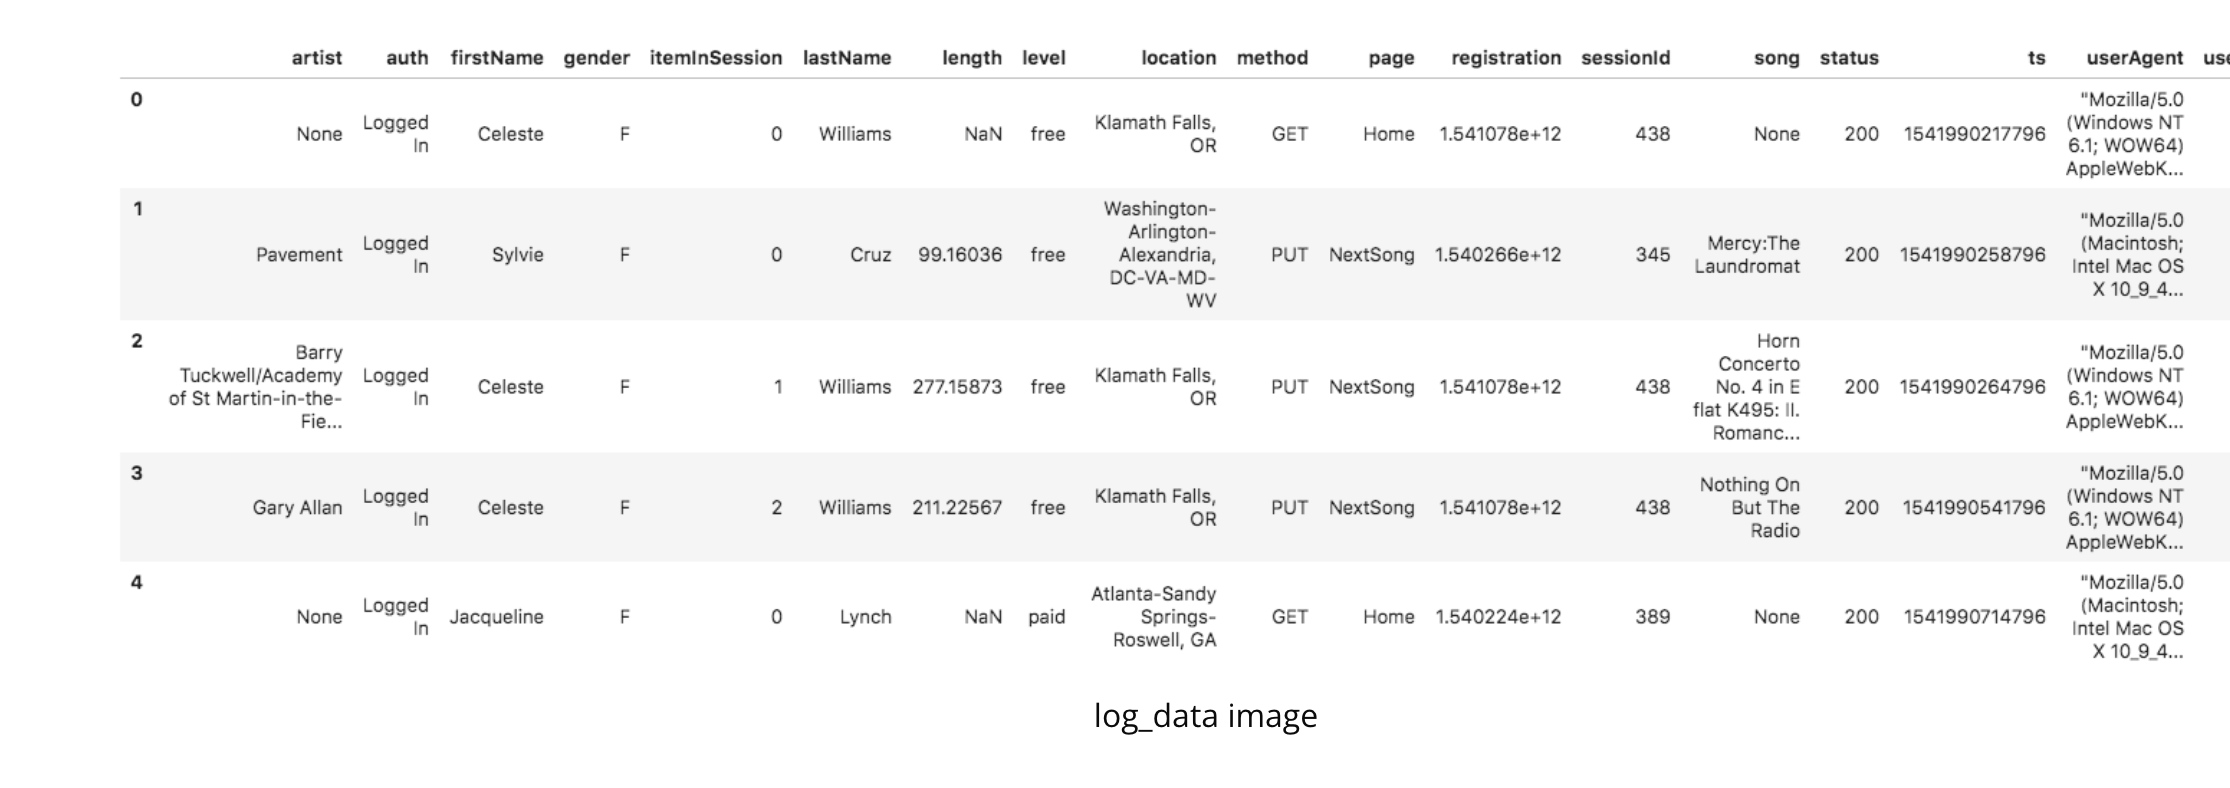 artist auth firstName gender itemInSession lastName length level location method page registration sessionId song status ts userAgent use
0 None Logged In Celeste F 0 Williams NaN free Klamath Falls, OR GET Home 1.541078e+12 438 None 200 1541990217796 "Mozilla/5.0 (Windows NT 6.1; WOW64) AppleWebK...
1 Pavement Logged In Sylvie F 0 Cruz 99.16036 free Washington-Arlington-Alexandria, DC-VA-MD-WV PUT NextSong 1.540266e+12 345 Mercy:The Laundromat 200 1541990258796 "Mozilla/5.0 (Macintosh; Intel Mac OS X 10_9_4...
2 Barry Tuckwell/Academy of St Martin-in-the-Fie... Logged In Celeste F 1 Williams 277.15873 free Klamath Falls, OR PUT NextSong 1.541078e+12 438 Horn Concerto No. 4 in E flat K495: II. Romanc... 200 1541990264796 "Mozilla/5.0 (Windows NT 6.1; WOW64) AppleWebK...
3 Gary Allan Logged In Celeste F 2 Williams 211.22567 free Klamath Falls, OR PUT NextSong 1.541078e+12 438 Nothing On But The Radio 200 1541990541796 "Mozilla/5.0 (Windows NT 6.1; WOW64) AppleWebK...
4 None Logged In Jacqueline F 0 Lynch NaN paid Atlanta-Sandy Springs-Roswell, GA GET Home 1.540224e+12 389 None 200 1541990714796 "Mozilla/5.0 (Macintosh; Intel Mac OS X 10_9_4...
log_data image